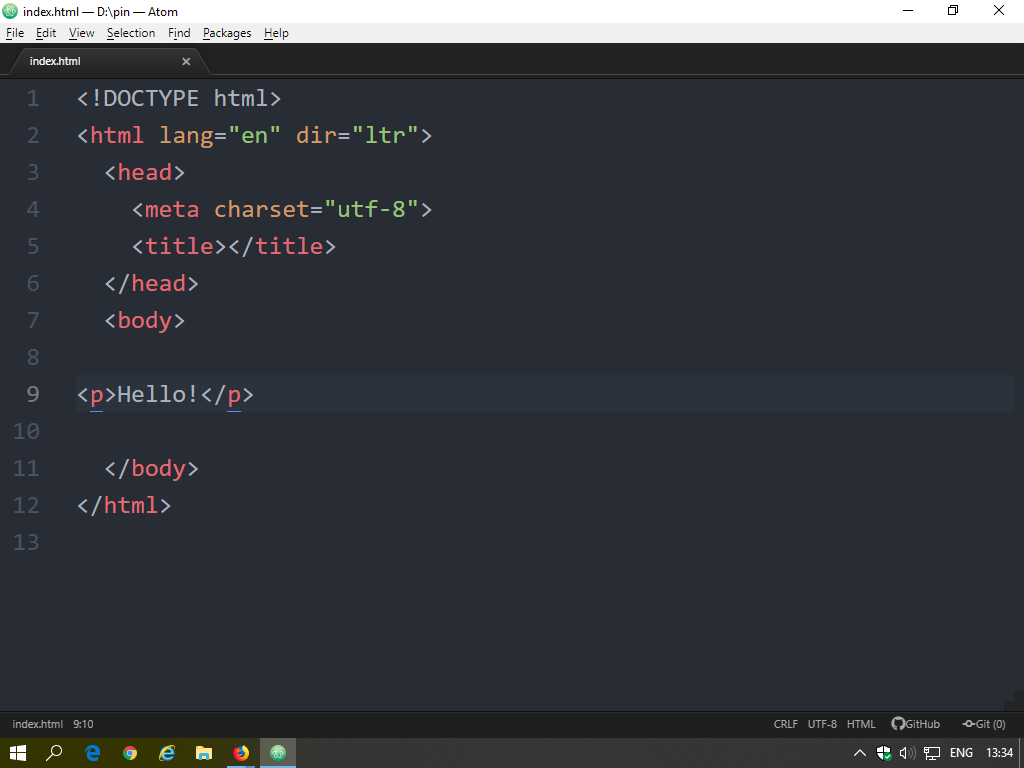 index.html — D:\pin — Atom
File Edit View Selection Find Packages Help
index.html
1 <!DOCTYPE html>
2 <html lang="en" dir="ltr">
3   <head>
4     <meta charset="utf-8">
5     <title></title>
6   </head>
7   <body>
8
9 <p>Hello!</p>
10
11   </body>
12 </html>
13
index.html 9:10 CRLF UTF-8 HTML GitHub Git (0)
ENG 13:34